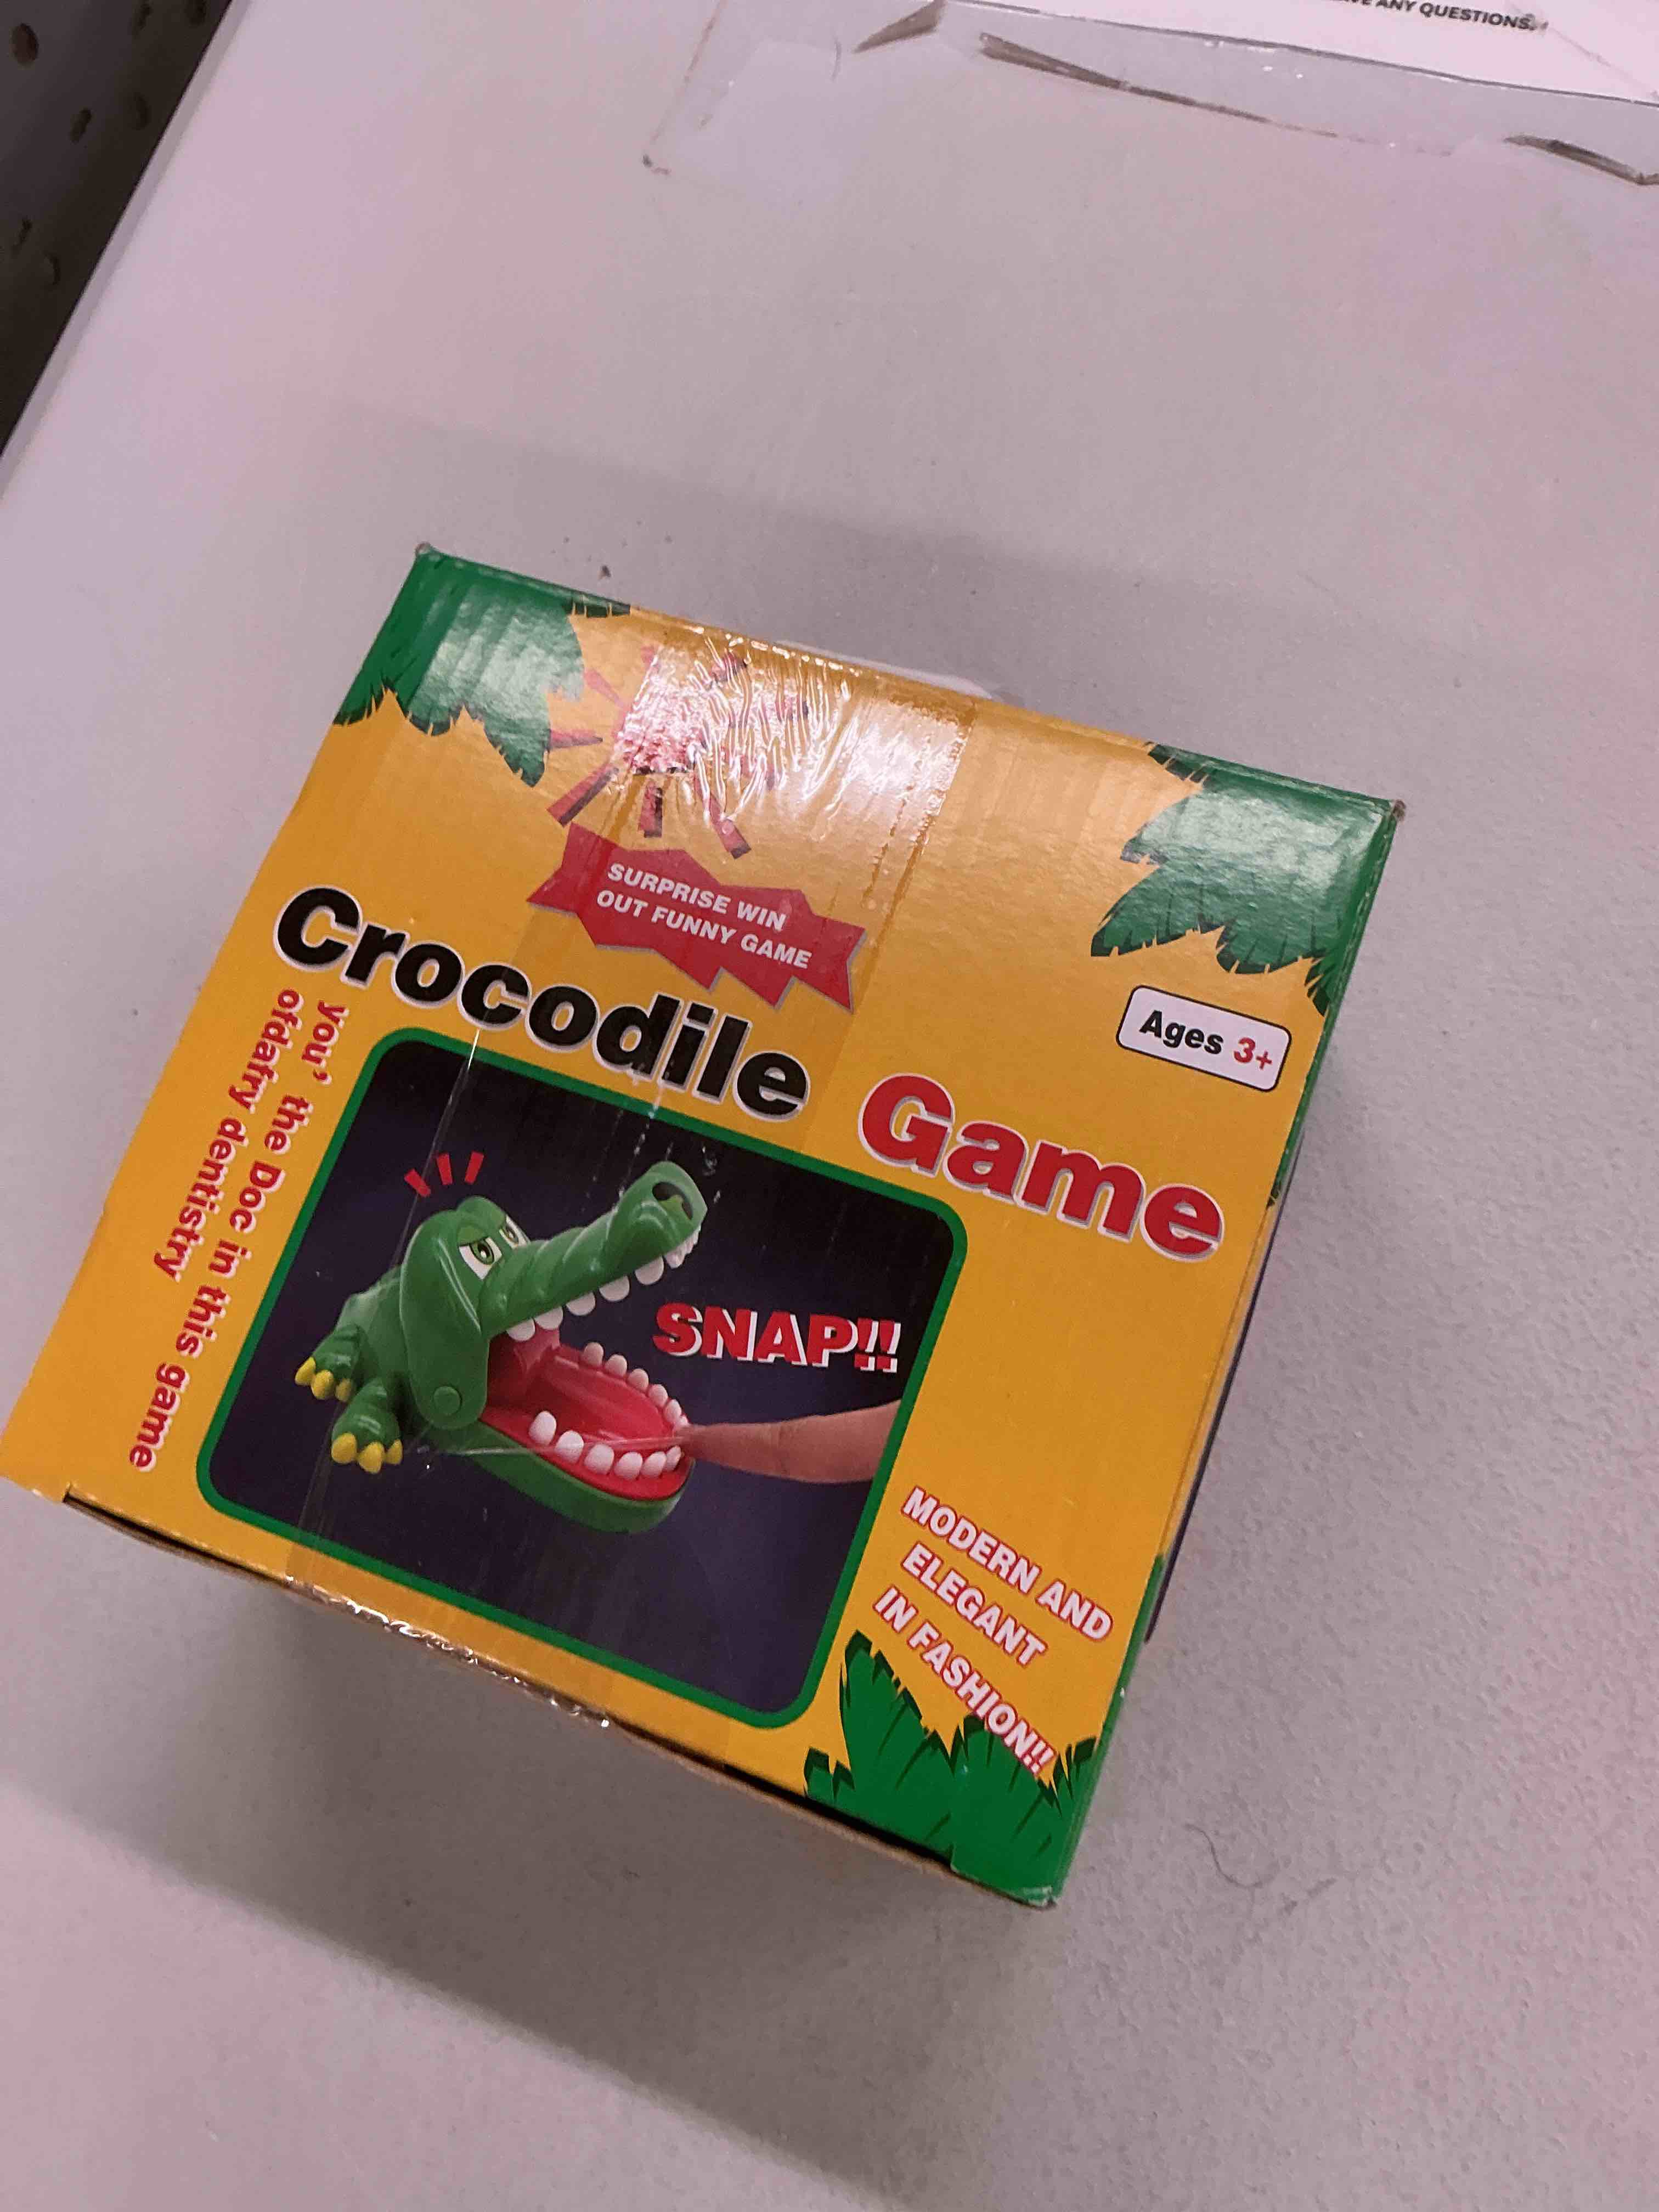 ANY QUESTIONS.
SURPRISE WIN
OUT FUNNY GAME
Crocodile Game
Ages 3+
you' the Doc in this game
ofdafry dentistry
SNAP!!
MODERN AND
ELEGANT
IN FASHION!!